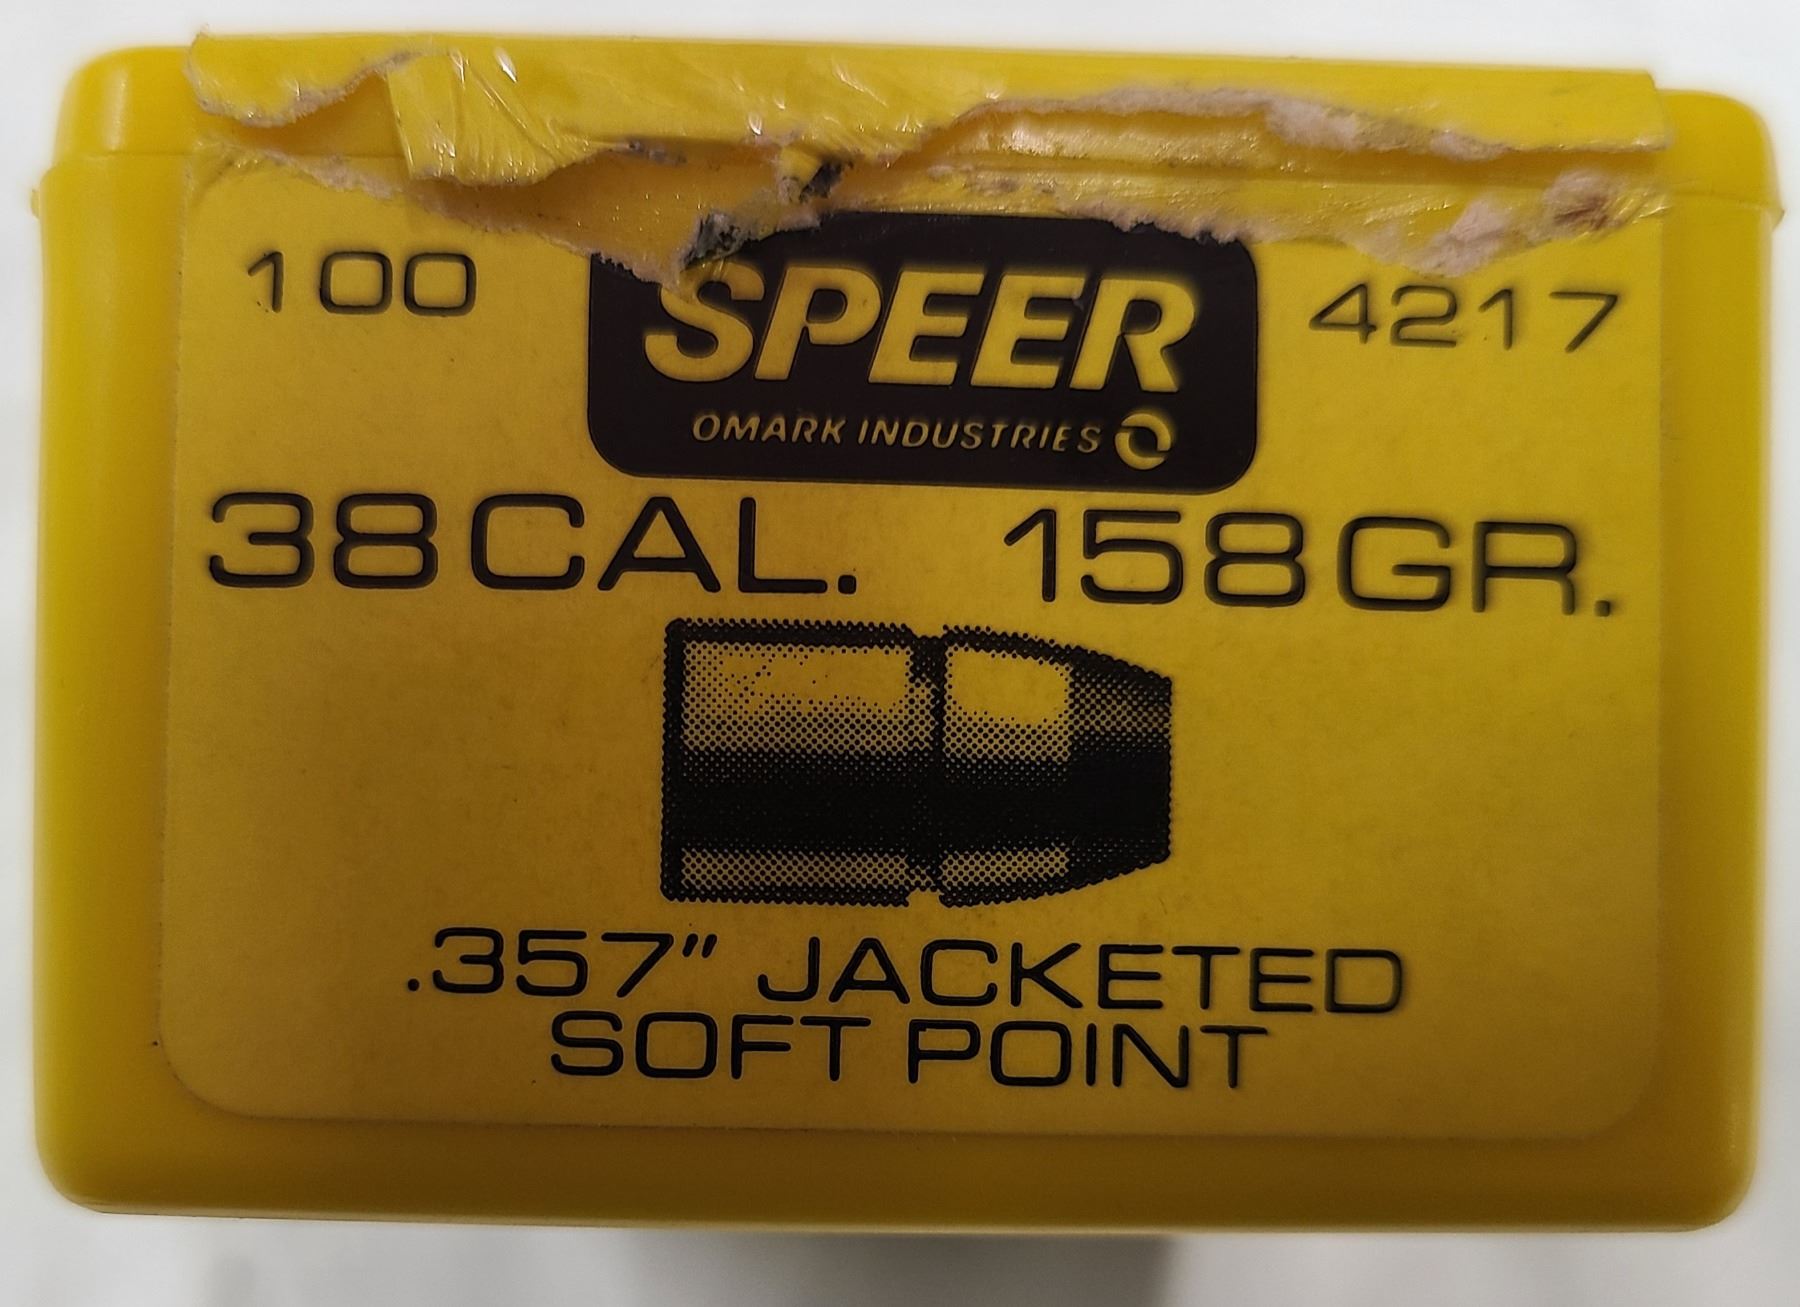 100 SPEER 4217
OMARK INDUSTRIES
38 CAL. 158 GR.
.357" JACKETED
SOFT POINT